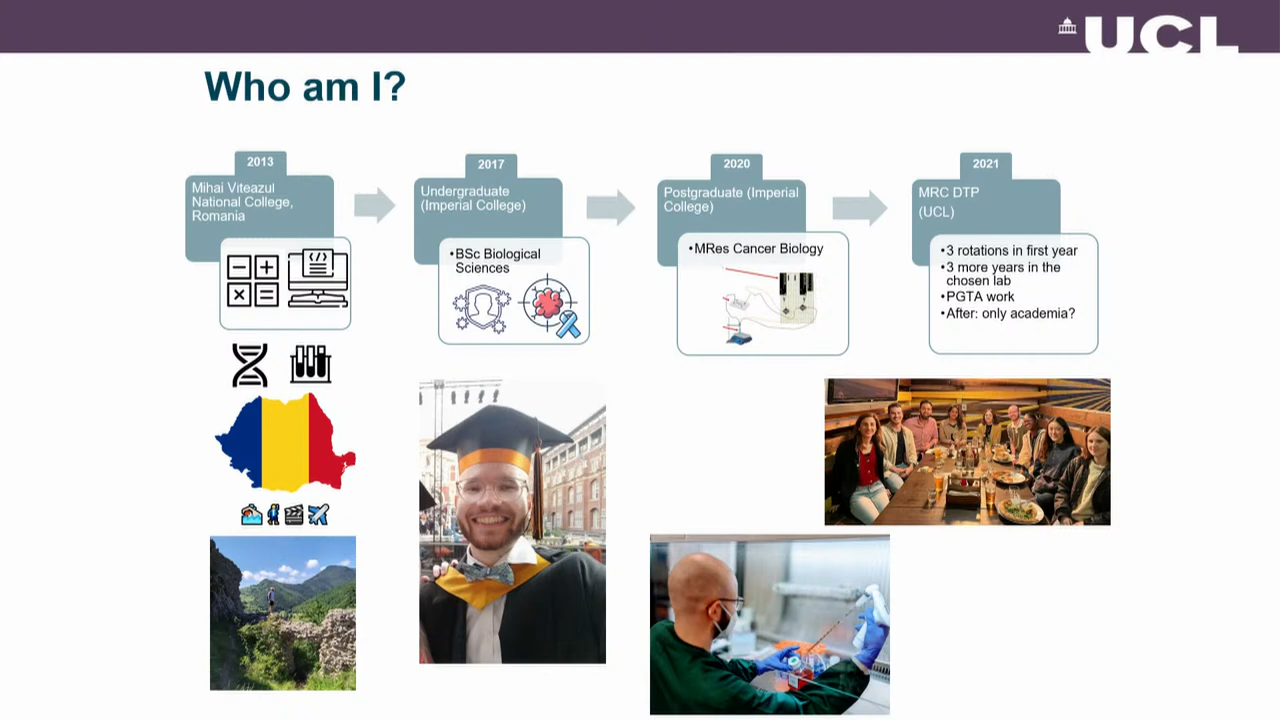 UCL
Who am I?
2013
Mihai Viteazul
National College,
Romania
2017
Undergraduate
(Imperial College)
•BSc Biological
Sciences
2020
Postgraduate (Imperial
College)
•MRes Cancer Biology
2021
MRC DTP
(UCL)
•3 rotations in first year
•3 more years in the
chosen lab
•PGTA work
•After: only academia?